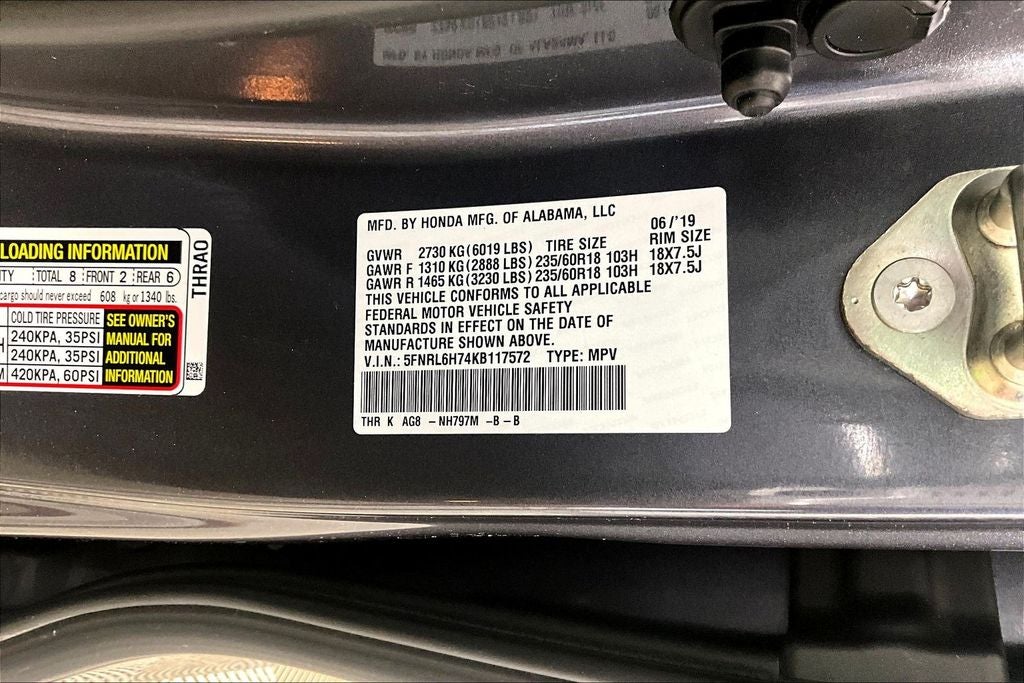 LOADING INFORMATION
TOTAL 8 FRONT 2 REAR 6
cargo should never exceed 608 kg or 1340 lbs.
COLD TIRE PRESSURE
240KPA, 35PSI
240KPA, 35PSI
420KPA, 60PSI
SEE OWNER'S
MANUAL FOR
ADDITIONAL
INFORMATION
THRAO
MFD. BY HONDA MFG. OF ALABAMA, LLC 06/'19
GVWR 2730 KG(6019 LBS) TIRE SIZE RIM SIZE
GAWR F 1310 KG(2888 LBS) 235/60R18 103H 18X7.5J
GAWR R 1465 KG(3230 LBS) 235/60R18 103H 18X7.5J
THIS VEHICLE CONFORMS TO ALL APPLICABLE
FEDERAL MOTOR VEHICLE SAFETY
STANDARDS IN EFFECT ON THE DATE OF
MANUFACTURE SHOWN ABOVE.
V.I.N.: 5FNRL6H74KB117572 TYPE: MPV
THR K AG8 -NH797M -B-B